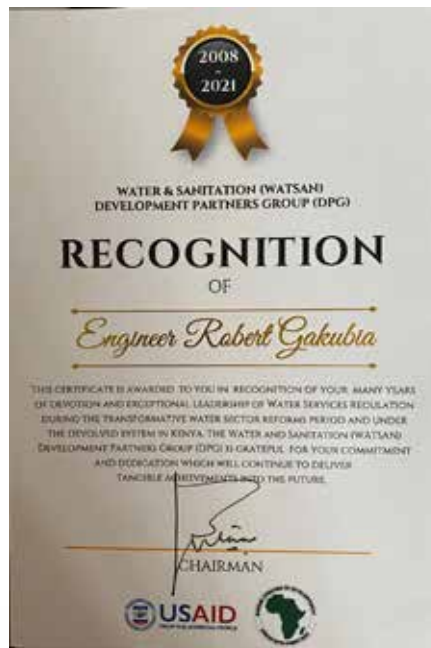 2008
-
2021
WATER & SANITATION (WATSAN)
DEVELOPMENT PARTNERS GROUP (DPG)
RECOGNITION
OF
Engineer Robert Gakubia
THIS CERTIFICATE IS AWARDED TO YOU IN RECOGNITION OF YOUR MANY YEARS
OF DEVOTION AND EXCEPTIONAL LEADERSHIP OF WATER SERVICES REGULATION
DURING THE TRANSFORMATIVE WATER SECTOR REFORMS PERIOD AND UNDER
THE DEVOLVED SYSTEM IN KENYA. THE WATER AND SANITATION (WATSAN)
DEVELOPMENT PARTNERS GROUP (DPG) IS GRATEFUL FOR YOUR COMMITMENT
AND DEDICATION WHICH WILL CONTINUE TO DELIVER
TANGIBLE ACHIEVEMENTS INTO THE FUTURE.
CHAIRMAN
USAID
FROM THE AMERICAN PEOPLE